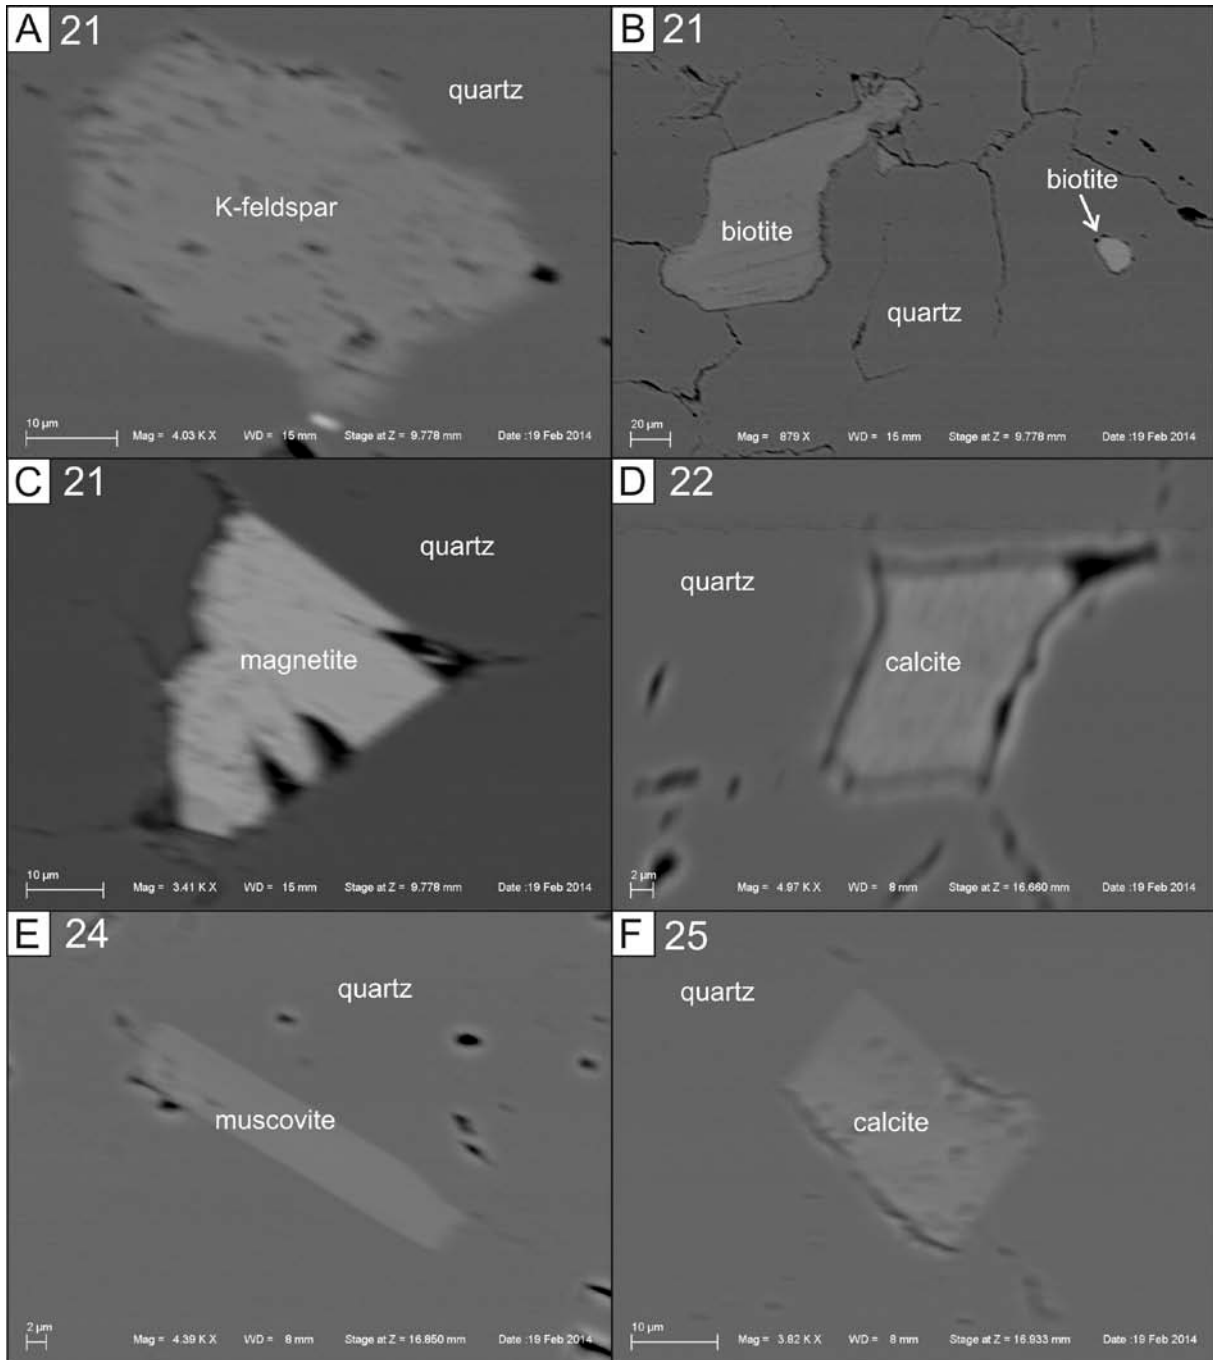 A 21
quartz
K-feldspar
10 µm
Mag = 4.03 K X WD = 15 mm Stage at Z = 9.778 mm Date :19 Feb 2014
B 21
biotite
biotite
quartz
20 µm
Mag = 879 X WD = 15 mm Stage at Z = 9.778 mm Date :19 Feb 2014
C 21
quartz
magnetite
10 µm
Mag = 3.41 K X WD = 15 mm Stage at Z = 9.778 mm Date :19 Feb 2014
D 22
quartz
calcite
2 µm
Mag = 4.97 K X WD = 8 mm Stage at Z = 16.660 mm Date :19 Feb 2014
E 24
quartz
muscovite
2 µm
Mag = 4.39 K X WD = 8 mm Stage at Z = 16.850 mm Date :19 Feb 2014
F 25
quartz
calcite
10 µm
Mag = 3.82 K X WD = 8 mm Stage at Z = 16.933 mm Date :19 Feb 2014